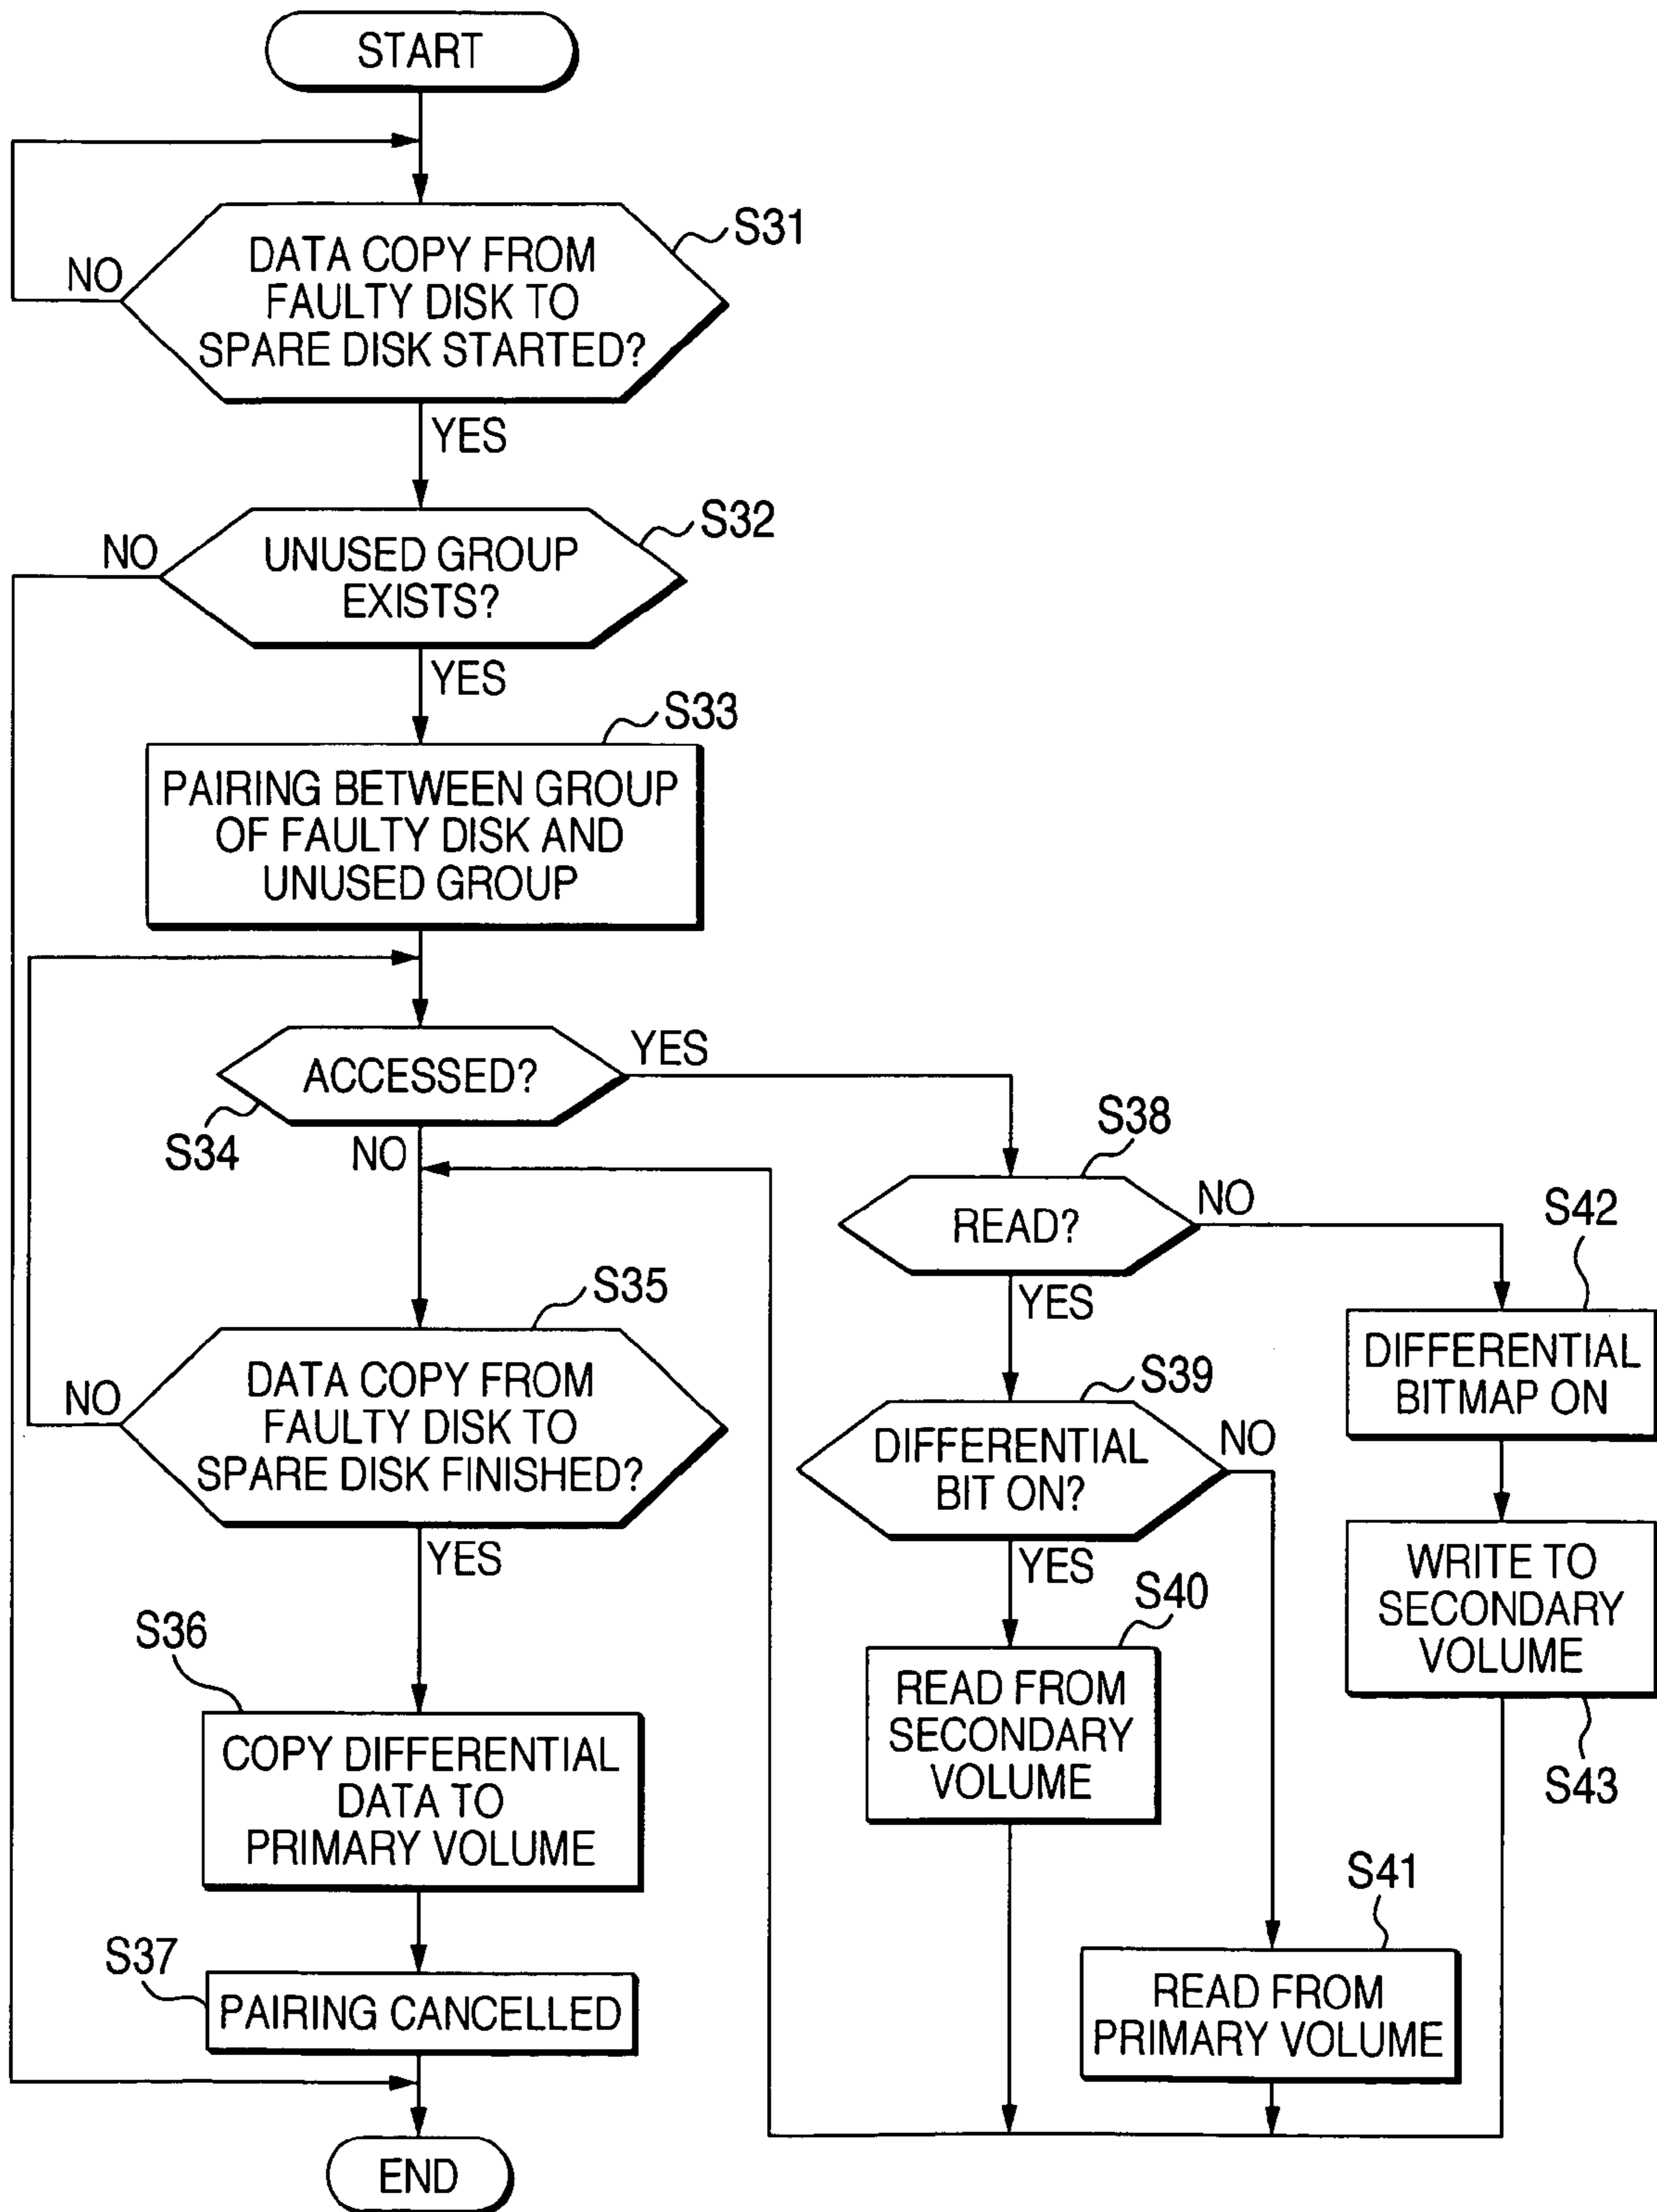 START
S31
DATA COPY FROM
FAULTY DISK TO
SPARE DISK STARTED?
NO
YES
S32
NO
UNUSED GROUP
EXISTS?
YES
S33
PAIRING BETWEEN GROUP
OF FAULTY DISK AND
UNUSED GROUP
ACCESSED?
YES
S34
NO
S38
READ?
NO
YES
S42
DIFFERENTIAL
BITMAP ON
S35
DATA COPY FROM
FAULTY DISK TO
SPARE DISK FINISHED?
NO
YES
S39
DIFFERENTIAL
BIT ON?
NO
YES
WRITE TO
SECONDARY
VOLUME
S43
S40
READ FROM
SECONDARY
VOLUME
S36
COPY DIFFERENTIAL
DATA TO
PRIMARY VOLUME
S41
READ FROM
PRIMARY VOLUME
S37
PAIRING CANCELLED
END